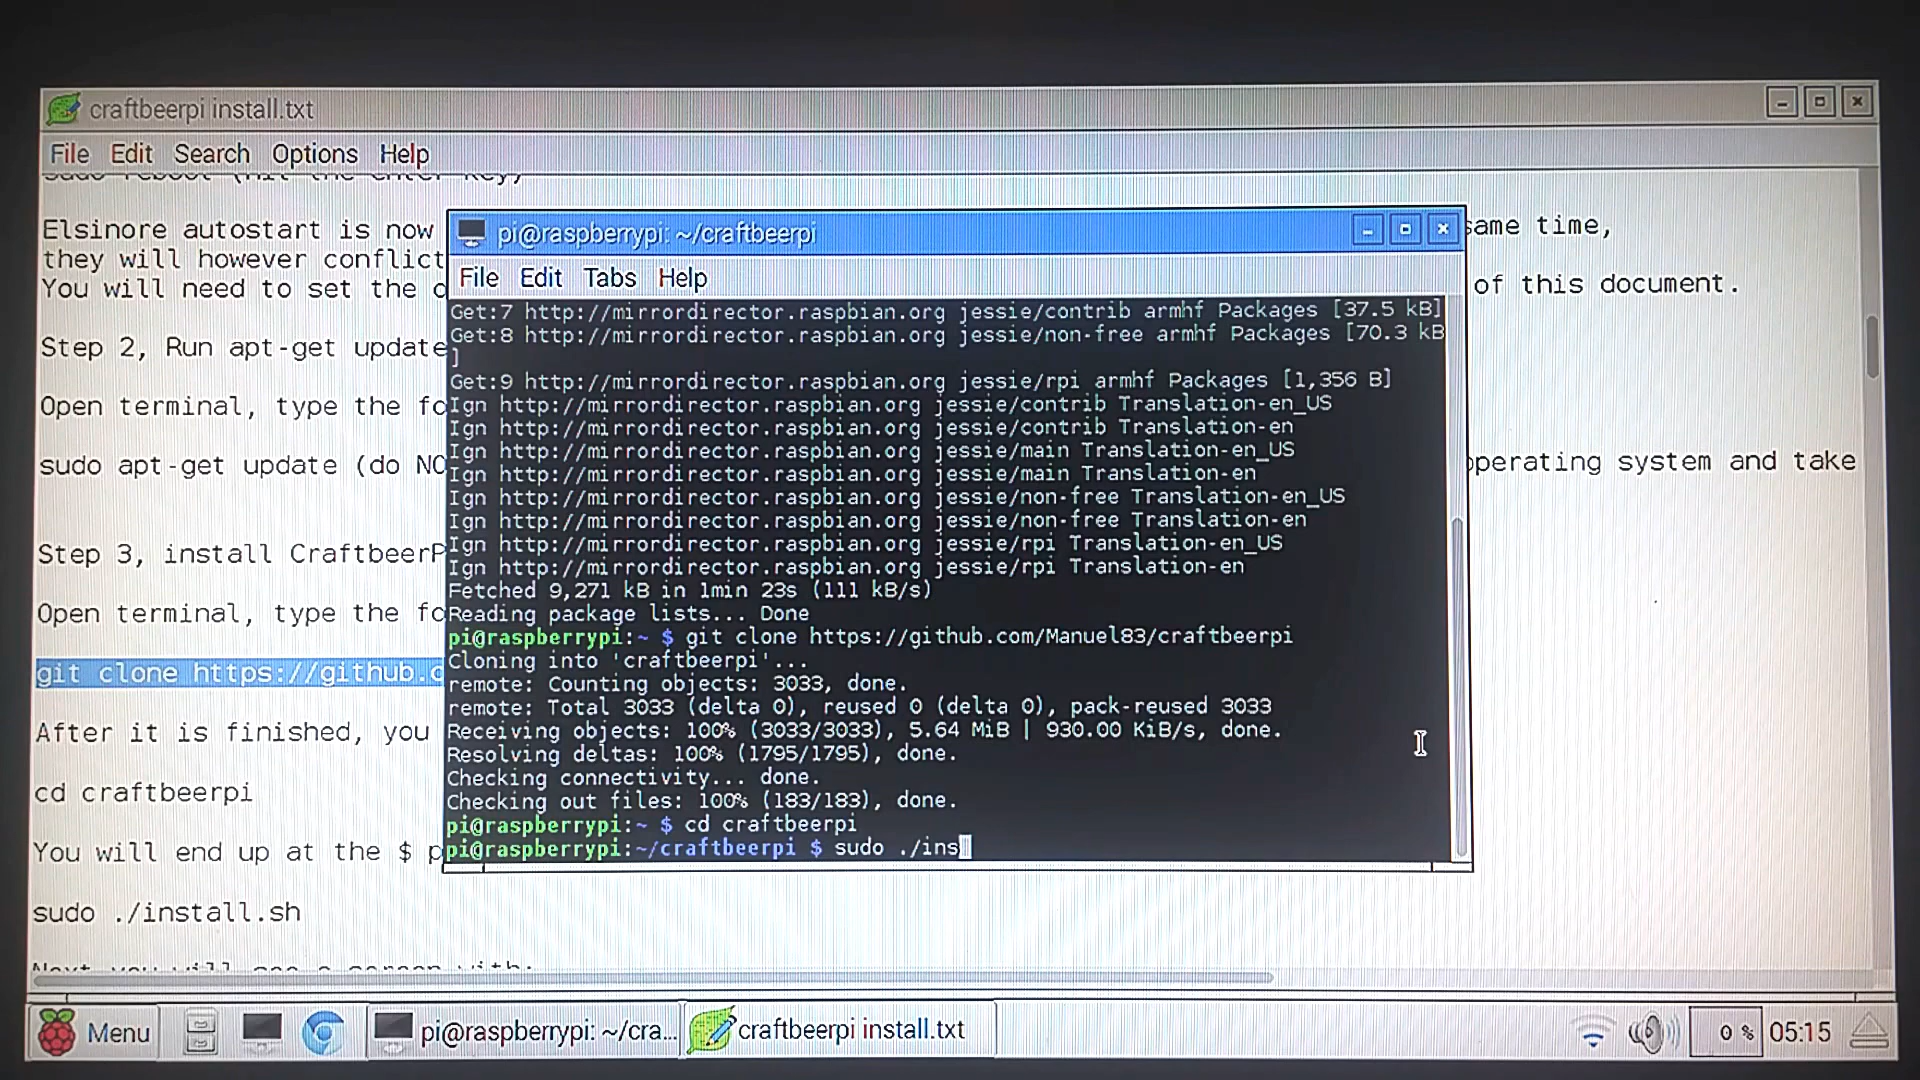 craftbeerpi install.txt
File Edit Search Options Help
sudo reboot (hit the enter key)
Elsinore autostart is now
same time,
they will however conflict
You will need to set the
of this document.
Step 2, Run apt-get update
Open terminal, type the fo
sudo apt-get update (do NO
operating system and take
Step 3, install CraftbeerP
Open terminal, type the fo
git clone https://github.c
After it is finished, you
cd craftbeerpi
You will end up at the $ p
sudo ./install.sh
Next you will see a screen with:
pi@raspberrypi: ~/craftbeerpi
File Edit Tabs Help
Get:7 http://mirrordirector.raspbian.org jessie/contrib armhf Packages [37.5 kB]
Get:8 http://mirrordirector.raspbian.org jessie/non-free armhf Packages [70.3 kB
]
Get:9 http://mirrordirector.raspbian.org jessie/rpi armhf Packages [1,356 B]
Ign http://mirrordirector.raspbian.org jessie/contrib Translation-en_US
Ign http://mirrordirector.raspbian.org jessie/contrib Translation-en
Ign http://mirrordirector.raspbian.org jessie/main Translation-en_US
Ign http://mirrordirector.raspbian.org jessie/main Translation-en
Ign http://mirrordirector.raspbian.org jessie/non-free Translation-en_US
Ign http://mirrordirector.raspbian.org jessie/non-free Translation-en
Ign http://mirrordirector.raspbian.org jessie/rpi Translation-en_US
Ign http://mirrordirector.raspbian.org jessie/rpi Translation-en
Fetched 9,271 kB in 1min 23s (111 kB/s)
Reading package lists... Done
pi@raspberrypi:~ $ git clone https://github.com/Manuel83/craftbeerpi
Cloning into 'craftbeerpi'...
remote: Counting objects: 3033, done.
remote: Total 3033 (delta 0), reused 0 (delta 0), pack-reused 3033
Receiving objects: 100% (3033/3033), 5.64 MiB | 930.00 KiB/s, done.
Resolving deltas: 100% (1795/1795), done.
Checking connectivity... done.
Checking out files: 100% (183/183), done.
pi@raspberrypi:~ $ cd craftbeerpi
pi@raspberrypi:~/craftbeerpi $ sudo ./ins
Menu
pi@raspberrypi: ~/cra...
craftbeerpi install.txt
0 %
05:15